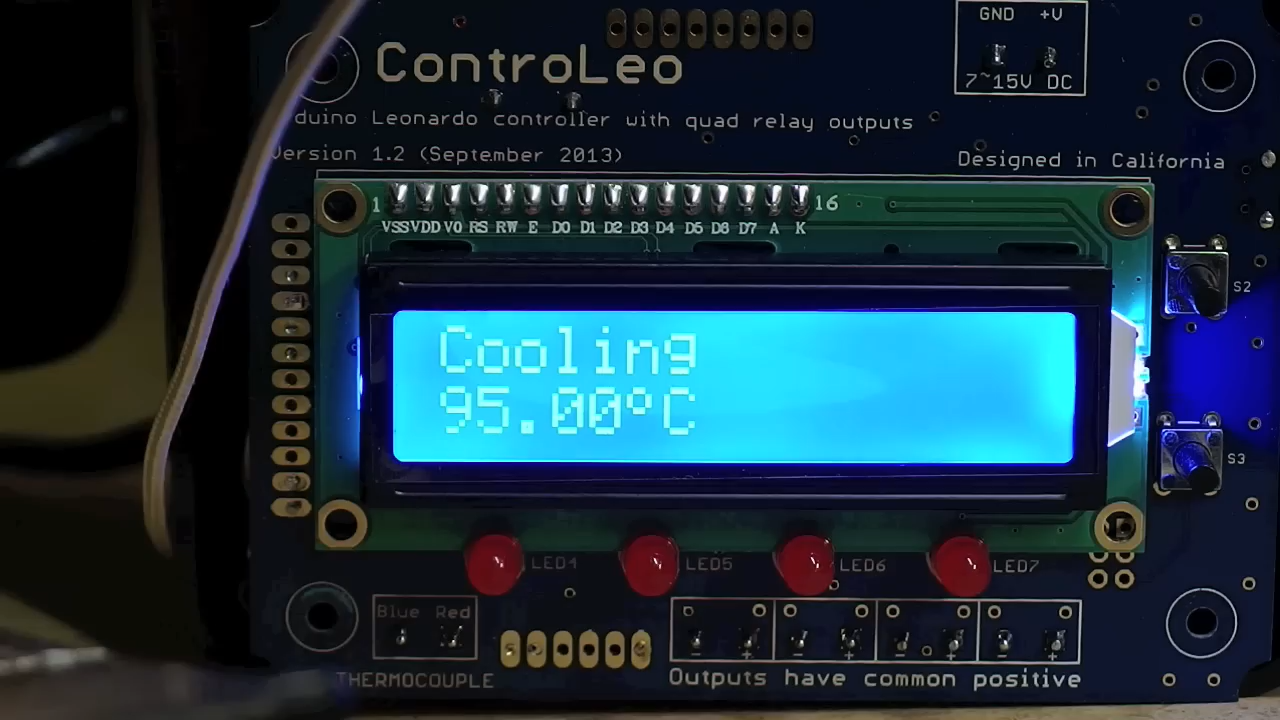 GND +V
7~15V DC
ControLeo
duino Leonardo controller with quad relay outputs
Version 1.2 (September 2013)
Designed in California
1 16
VSS VDD V0 RS RW E D0 D1 D2 D3 D4 D5 D6 D7 A K
S2
Cooling
95.00°C
S3
LED4 LED5 LED6 LED7
Blue Red
- + - + - + - +
THERMOCOUPLE
Outputs have common positive